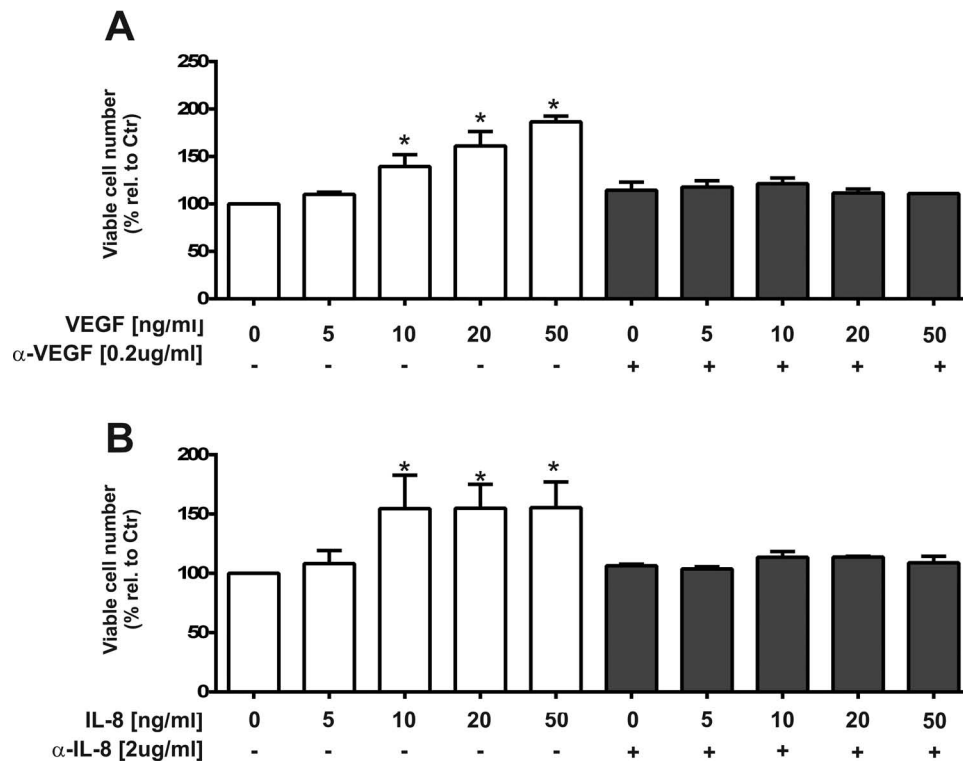 A
Viable cell number
(% rel. to Ctr)
250
200
150
100
50
0
* * *
VEGF [ng/ml] 0 5 10 20 50 0 5 10 20 50
α-VEGF [0.2ug/ml] - - - - - + + + + +
B
Viable cell number
(% rel. to Ctr)
200
150
100
50
0
* * *
IL-8 [ng/ml] 0 5 10 20 50 0 5 10 20 50
α-IL-8 [2ug/ml] - - - - - + + + + +